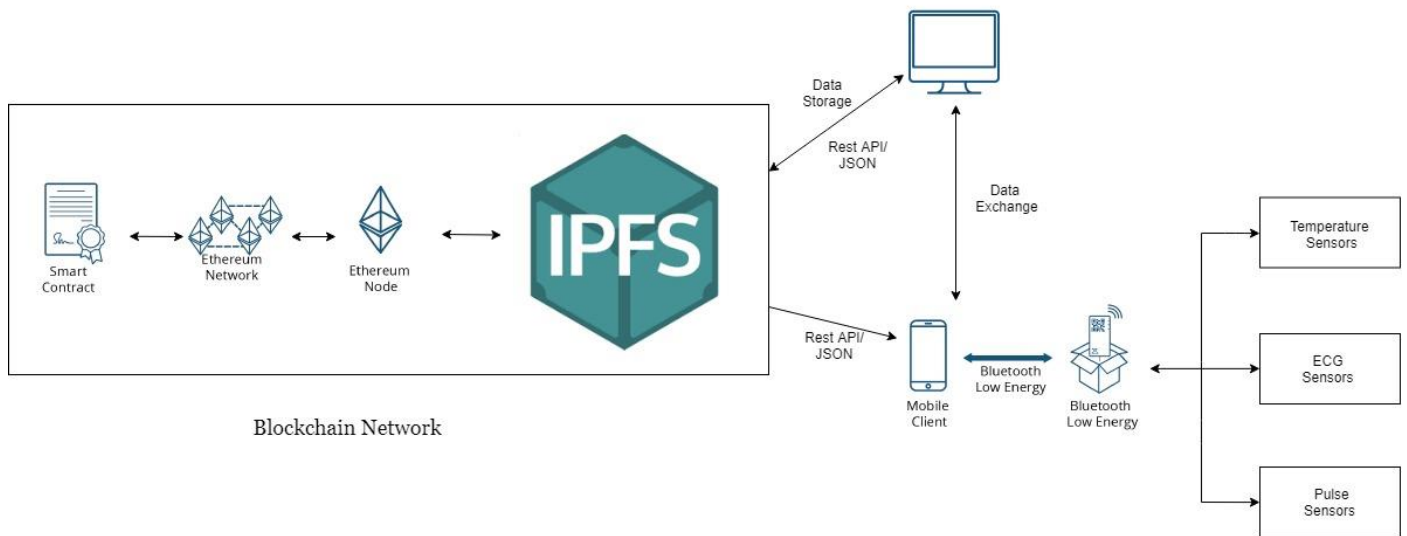 Data
Storage
Rest API/
JSON
Data
Exchange
IPFS
Smart
Contract
Ethereum
Network
Ethereum
Node
Rest API/
JSON
Mobile
Client
Bluetooth
Low Energy
Bluetooth
Low Energy
Temperature
Sensors
ECG
Sensors
Pulse
Sensors
Blockchain Network